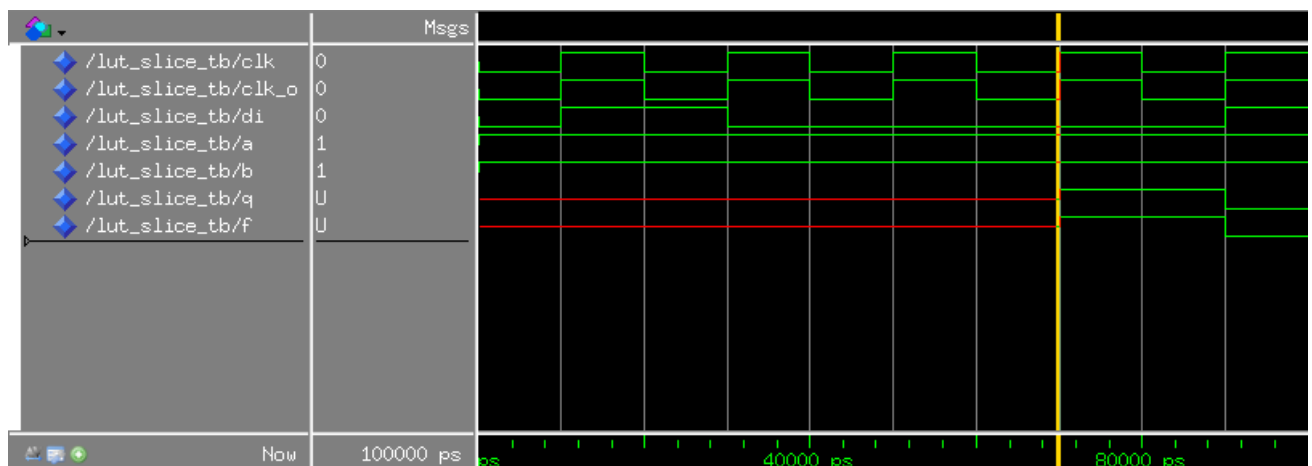 Msgs
/lut_slice_tb/clk 0
/lut_slice_tb/clk_o 0
/lut_slice_tb/di 0
/lut_slice_tb/a 1
/lut_slice_tb/b 1
/lut_slice_tb/q U
/lut_slice_tb/f U
Now 100000 ps ps 40000 ps 80000 ps